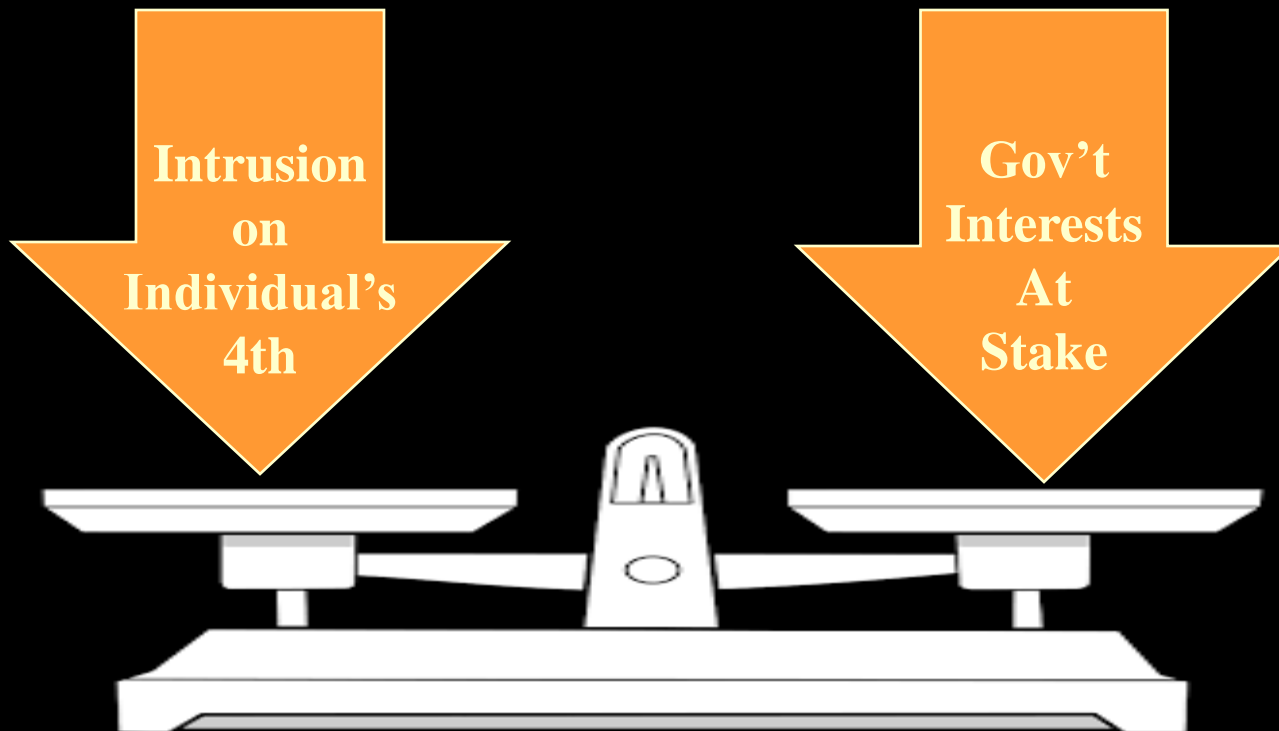 Intrusion
on
Individual’s
4th
Gov’t
Interests
At
Stake